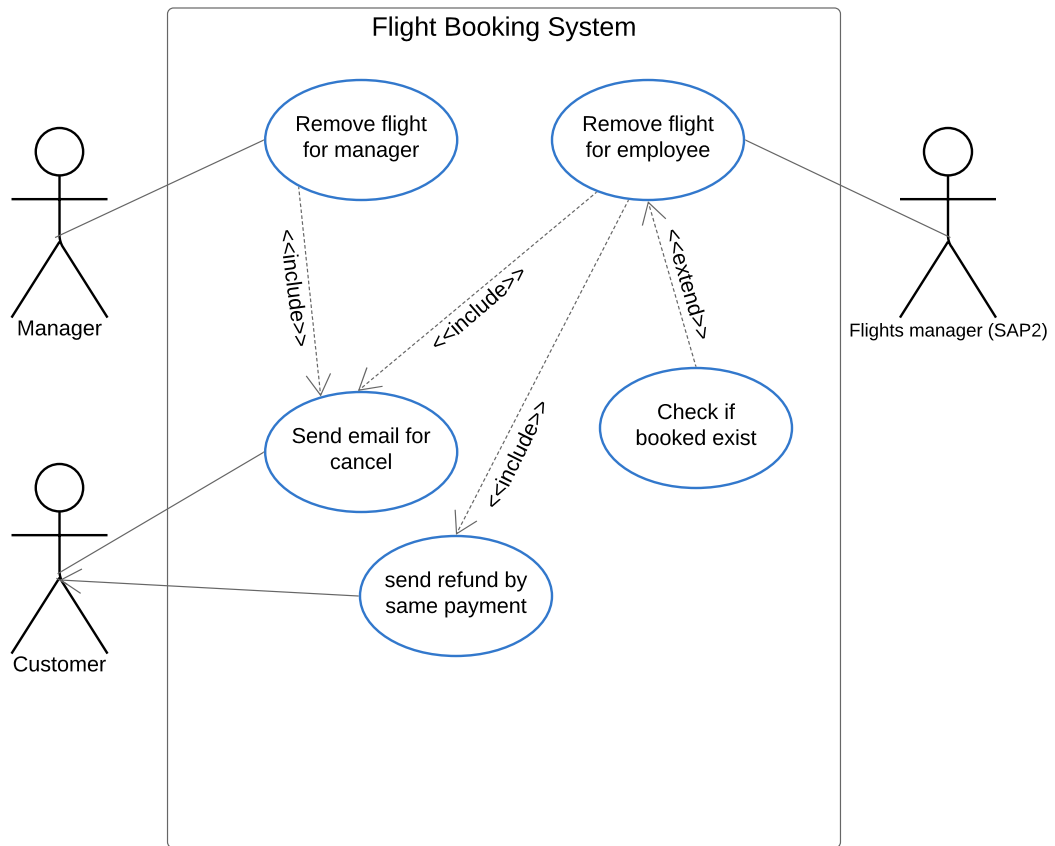 Flight Booking System
Remove flight
for manager
Remove flight
for employee
Manager
Flights manager (SAP2)
<<include>>
<<include>>
<<extend>>
Send email for
cancel
Check if
booked exist
<<include>>
send refund by
same payment
Customer